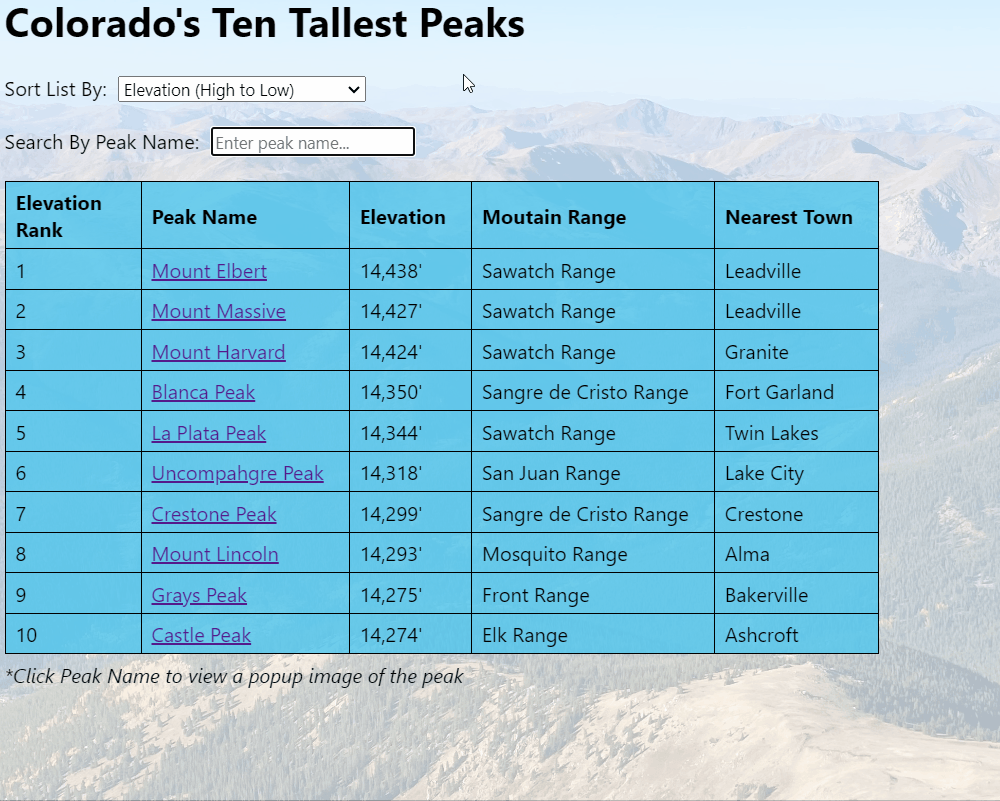 Colorado's Ten Tallest Peaks
Sort List By: Elevation (High to Low)
Search By Peak Name: Enter peak name...
Elevation Rank Peak Name Elevation Moutain Range Nearest Town
1 Mount Elbert 14,438' Sawatch Range Leadville
2 Mount Massive 14,427' Sawatch Range Leadville
3 Mount Harvard 14,424' Sawatch Range Granite
4 Blanca Peak 14,350' Sangre de Cristo Range Fort Garland
5 La Plata Peak 14,344' Sawatch Range Twin Lakes
6 Uncompahgre Peak 14,318' San Juan Range Lake City
7 Crestone Peak 14,299' Sangre de Cristo Range Crestone
8 Mount Lincoln 14,293' Mosquito Range Alma
9 Grays Peak 14,275' Front Range Bakerville
10 Castle Peak 14,274' Elk Range Ashcroft
*Click Peak Name to view a popup image of the peak